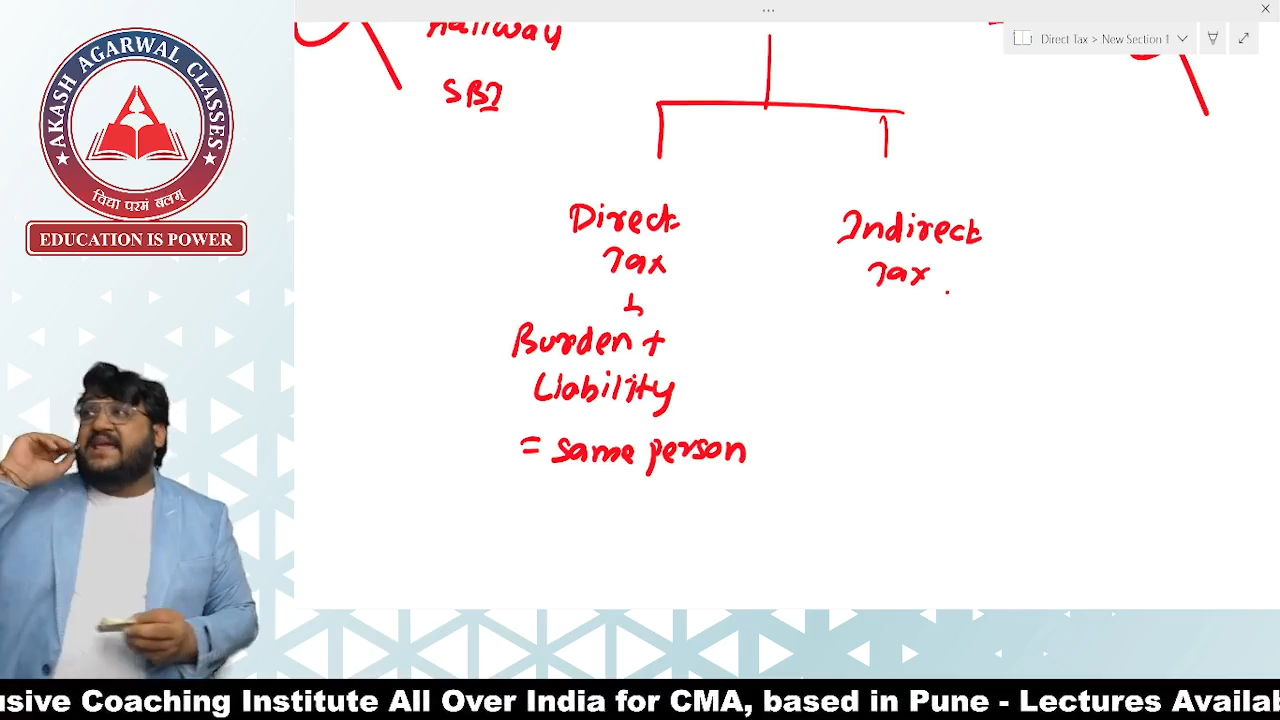 AKASH AGARWAL CLASSES
विद्या परमं बलम्
EDUCATION IS POWER
Railway
SBI
Direct Tax > New Section 1
Direct
Tax
Burden +
Liability
= same person
Indirect
Tax
usive Coaching Institute All Over India for CMA, based in Pune - Lectures Availab